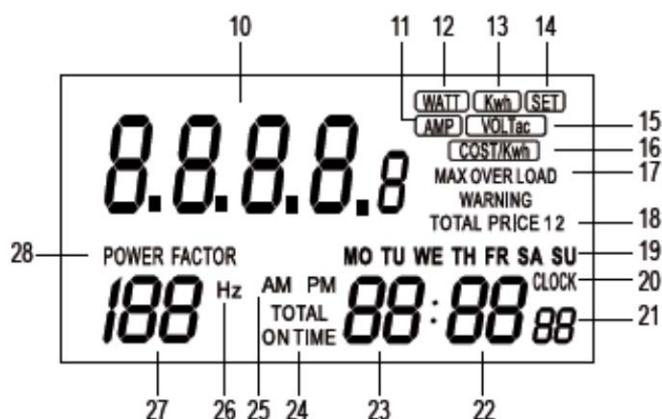 10 11 12 13 14
WATT Kwh SET
8.8.8.8.8 AMP VOLTac 15
COST/Kwh 16
MAX OVER LOAD 17
WARNING
TOTAL PRICE 12 18
28 POWER FACTOR MO TU WE TH FR SA SU 19
188 Hz AM PM 88:88 88 CLOCK 20
TOTAL 21
ON TIME
27 26 25 24 23 22